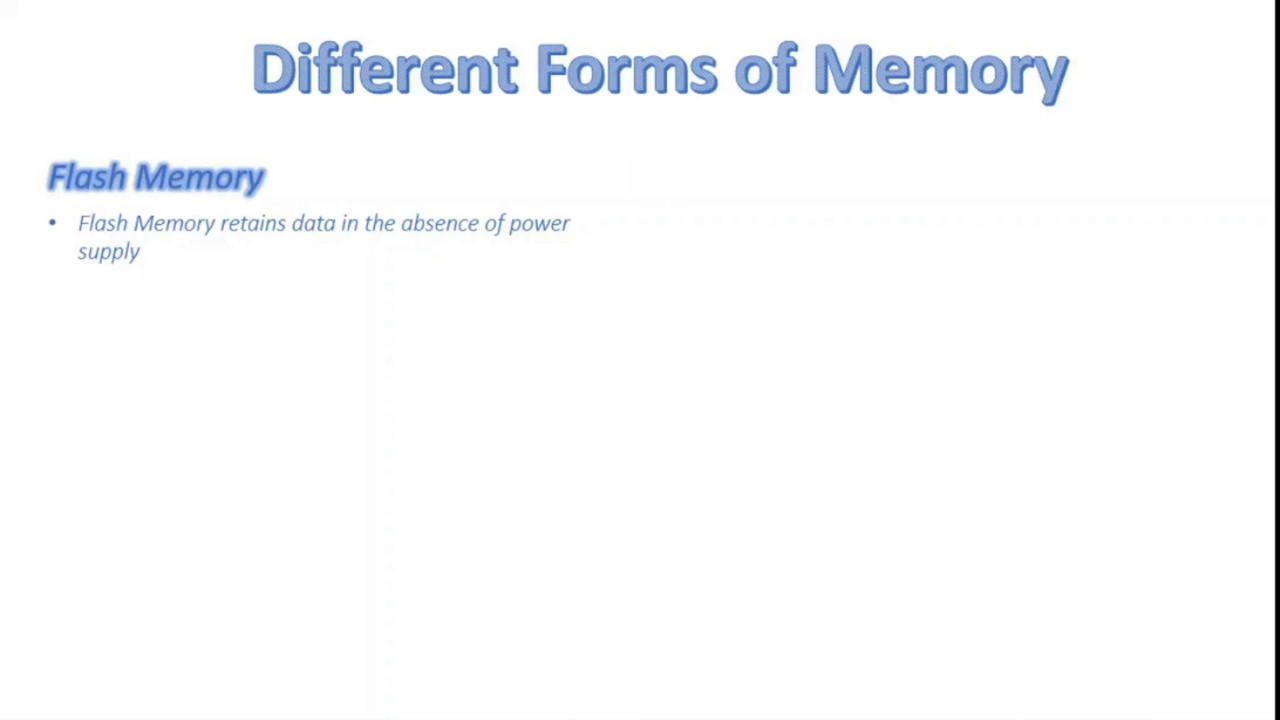 Different Forms of Memory
Flash Memory
• Flash Memory retains data in the absence of power
supply